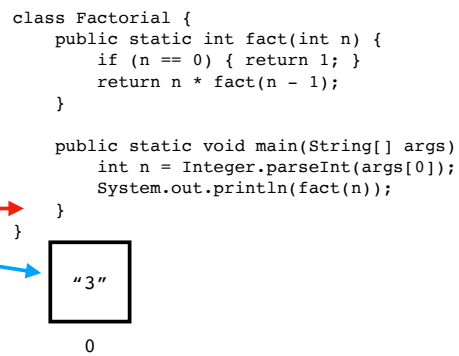 class Factorial {
    public static int fact(int n) {
        if (n == 0) { return 1; }
        return n * fact(n - 1);
    }

    public static void main(String[] args)
        int n = Integer.parseInt(args[0]);
        System.out.println(fact(n));
    }
}
“3”
0